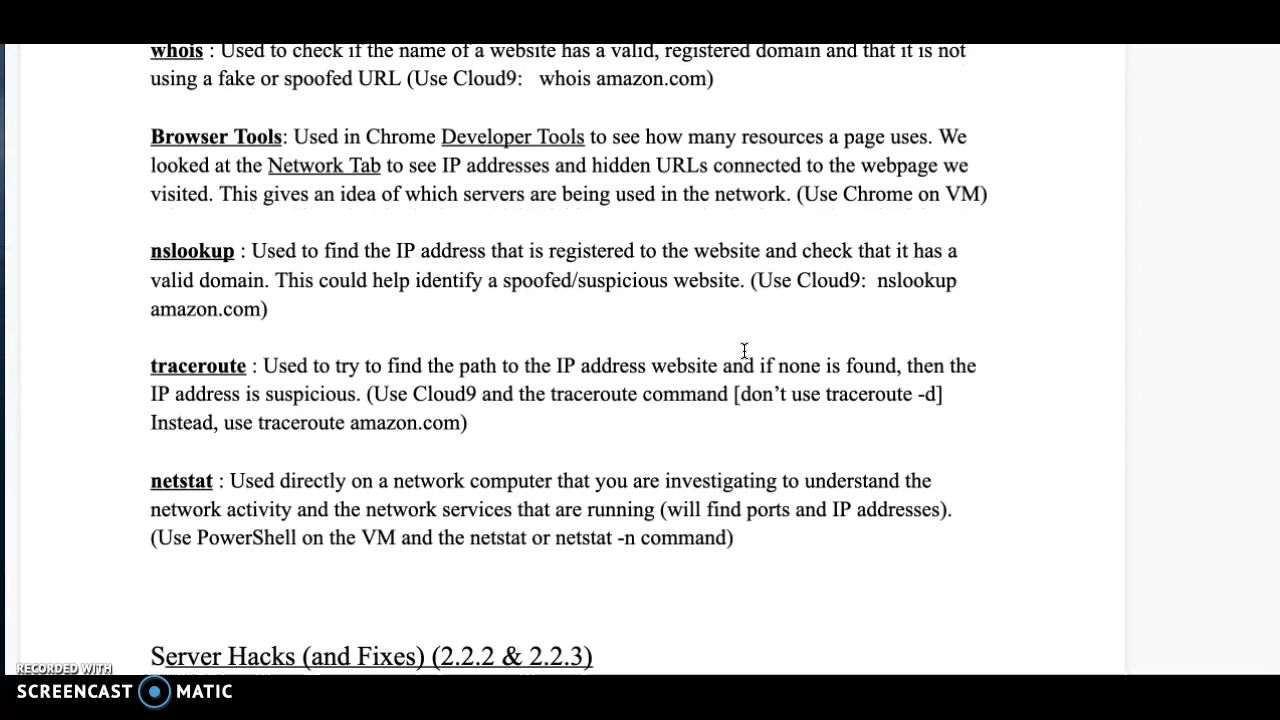 whois : Used to check if the name of a website has a valid, registered domain and that it is not
using a fake or spoofed URL (Use Cloud9:   whois amazon.com)
Browser Tools: Used in Chrome Developer Tools to see how many resources a page uses. We
looked at the Network Tab to see IP addresses and hidden URLs connected to the webpage we
visited. This gives an idea of which servers are being used in the network. (Use Chrome on VM)
nslookup : Used to find the IP address that is registered to the website and check that it has a
valid domain. This could help identify a spoofed/suspicious website. (Use Cloud9:  nslookup
amazon.com)
traceroute : Used to try to find the path to the IP address website and if none is found, then the
IP address is suspicious. (Use Cloud9 and the traceroute command [don’t use traceroute -d]
Instead, use traceroute amazon.com)
netstat : Used directly on a network computer that you are investigating to understand the
network activity and the network services that are running (will find ports and IP addresses).
(Use PowerShell on the VM and the netstat or netstat -n command)
Server Hacks (and Fixes) (2.2.2 & 2.2.3)
RECORDED WITH
SCREENCAST MATIC